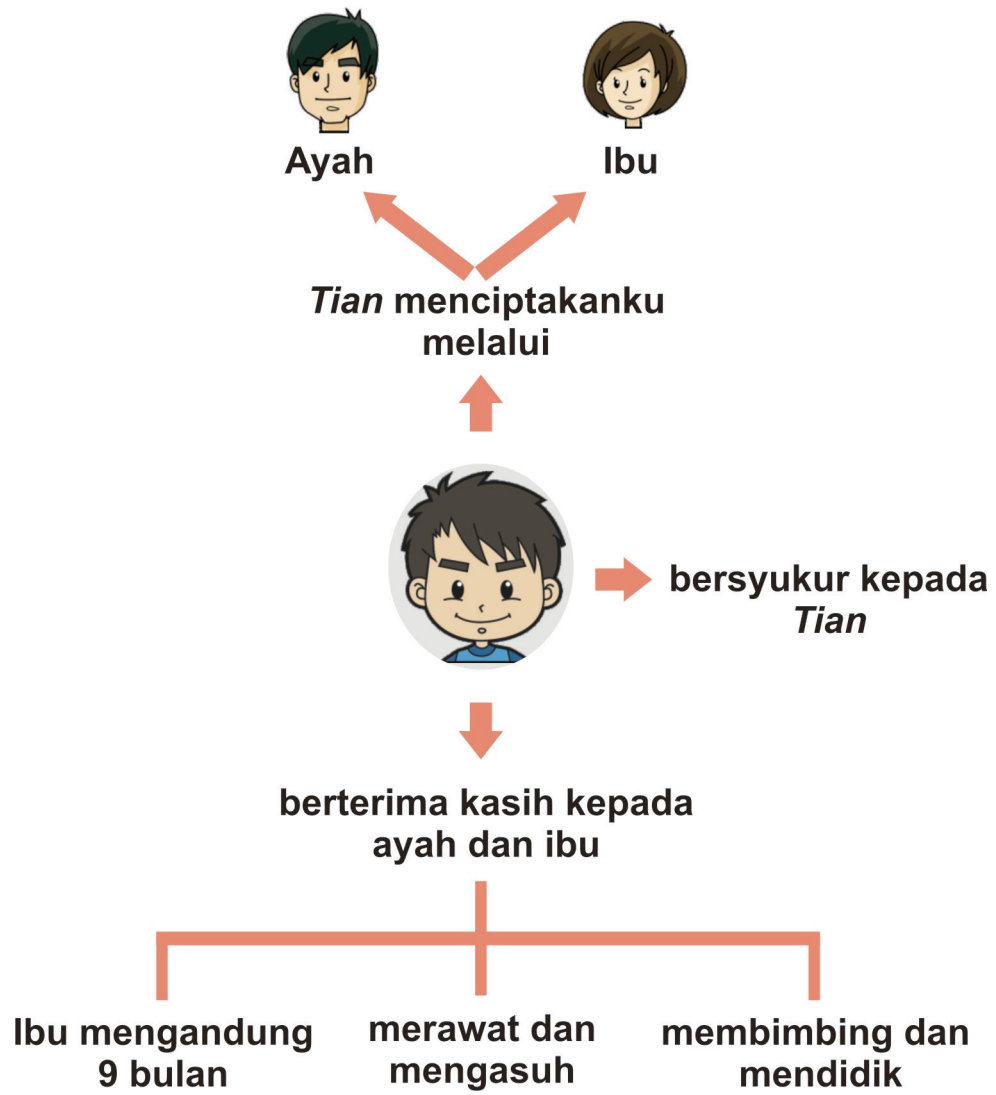 Ayah
Ibu
Tian menciptakanku
melalui
bersyukur kepada
Tian
berterima kasih kepada
ayah dan ibu
Ibu mengandung
9 bulan
merawat dan
mengasuh
membimbing dan
mendidik